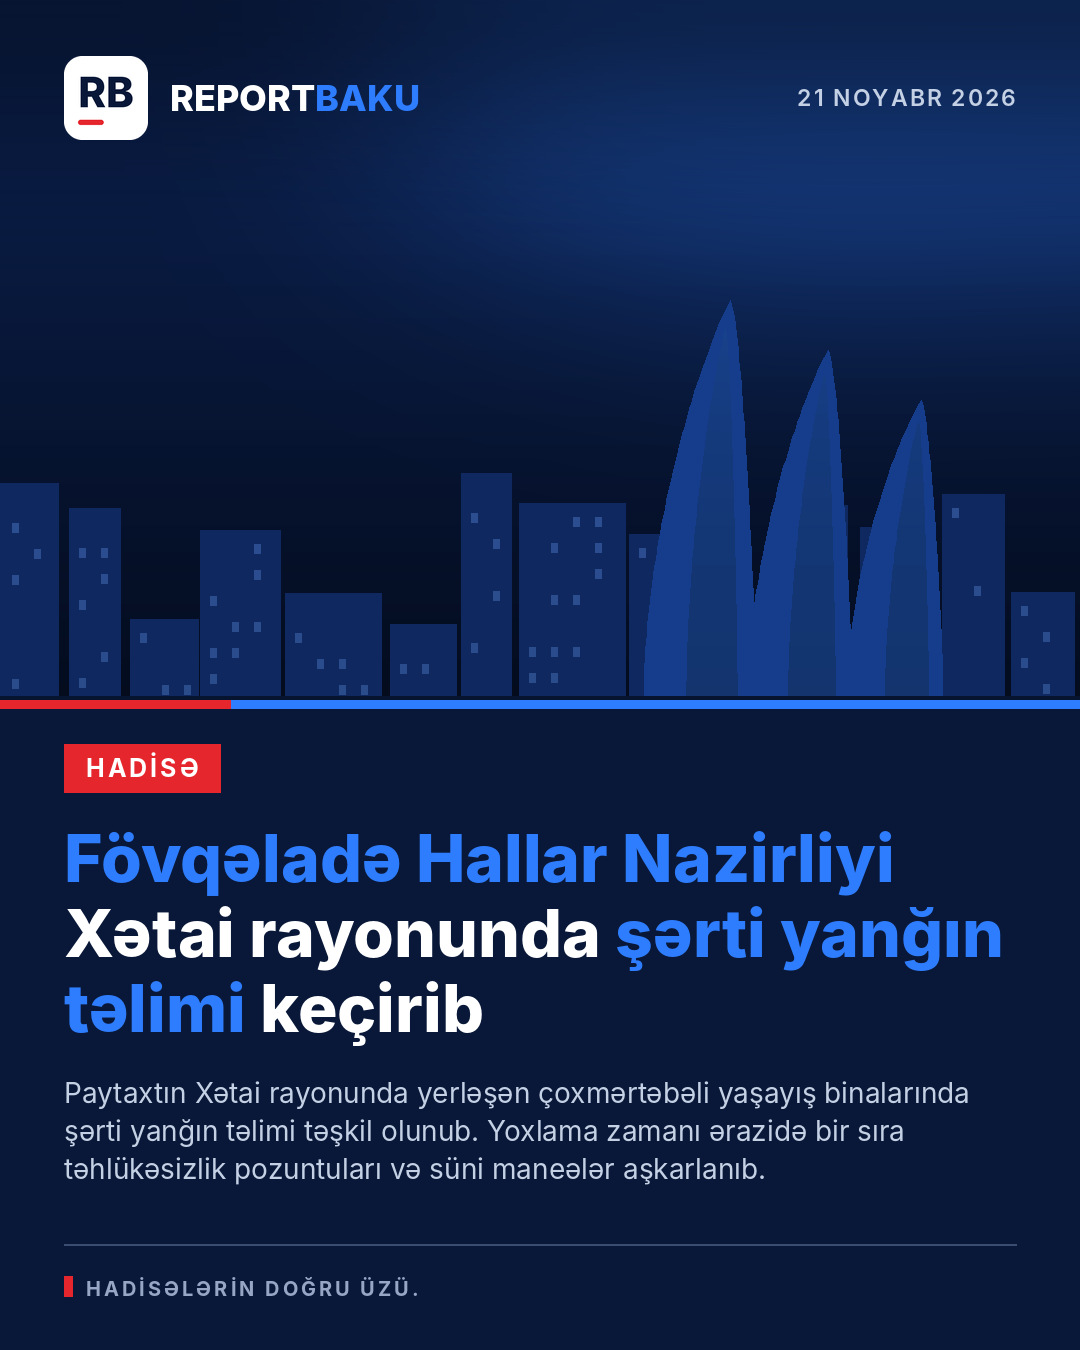 RB
REPORTBAKU
21 NOYABR 2026
HADİSƏ
Fövqəladə Hallar Nazirliyi
Xətai rayonunda şərti yanğın
təlimi keçirib
Paytaxtın Xətai rayonunda yerləşən çoxmərtəbəli yaşayış binalarında
şərti yanğın təlimi təşkil olunub. Yoxlama zamanı ərazidə bir sıra
təhlükəsizlik pozuntuları və süni maneələr aşkarlanıb.
HADİSƏLƏRİN DOĞRU ÜZÜ.